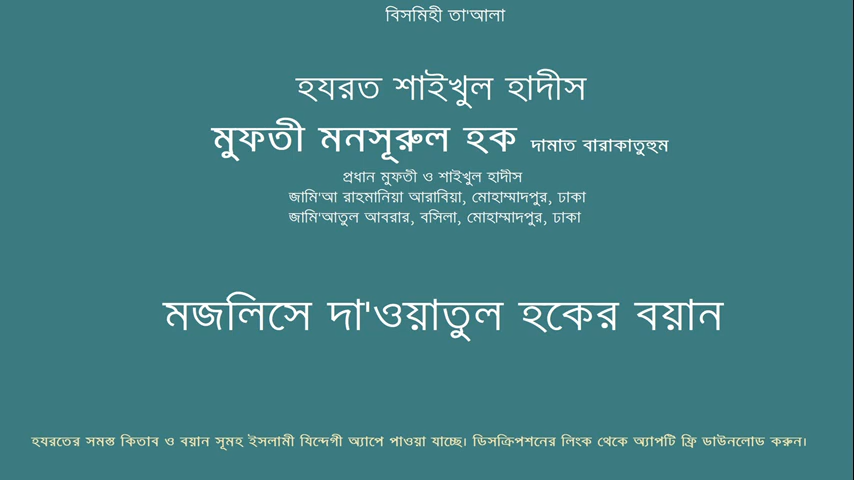 বিসমিহী তা'আলা
হযরত শাইখুল হাদীস
মুফতী মনসূরুল হক দামাত বারাকাতুহুম
প্রধান মুফতী ও শাইখুল হাদীস
জামি'আ রাহমানিয়া আরাবিয়া, মোহাম্মাদপুর, ঢাকা
জামি'আতুল আবরার, বসিলা, মোহাম্মাদপুর, ঢাকা
মজলিসে দা'ওয়াতুল হকের বয়ান
হযরতের সমস্ত কিতাব ও বয়ান সূমহ ইসলামী যিন্দেগী অ্যাপে পাওয়া যাচ্ছে। ডিসক্রিপশনের লিংক থেকে অ্যাপটি ফ্রি ডাউনলোড করুন।